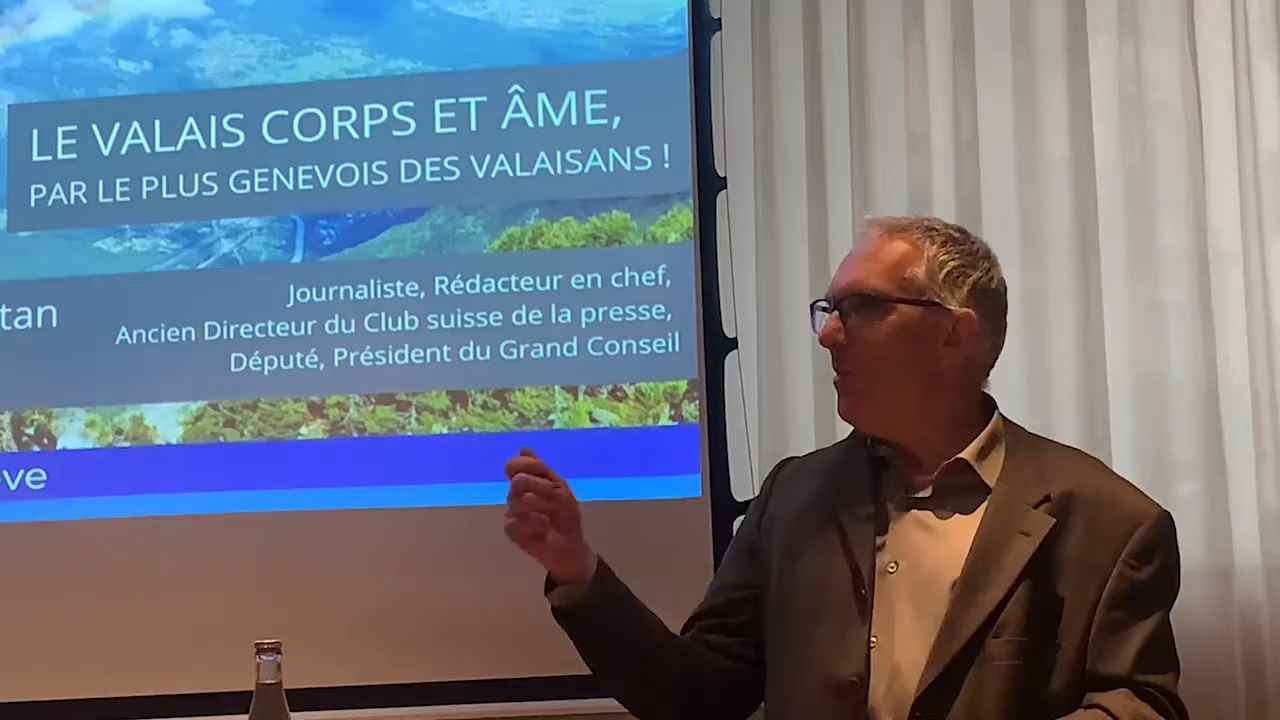 LE VALAIS CORPS ET ÂME,
PAR LE PLUS GENEVOIS DES VALAISANS !
tan
Journaliste, Rédacteur en chef,
Ancien Directeur du Club suisse de la presse,
Député, Président du Grand Conseil
ve